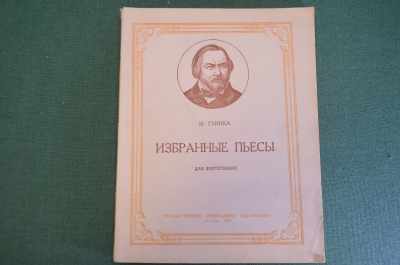 М. ГЛИНКА
ИЗБРАННЫЕ ПЬЕСЫ
ДЛЯ ФОРТЕПИАНО
ГОСУДАРСТВЕННОЕ МУЗЫКАЛЬНОЕ ИЗДАТЕЛЬСТВО